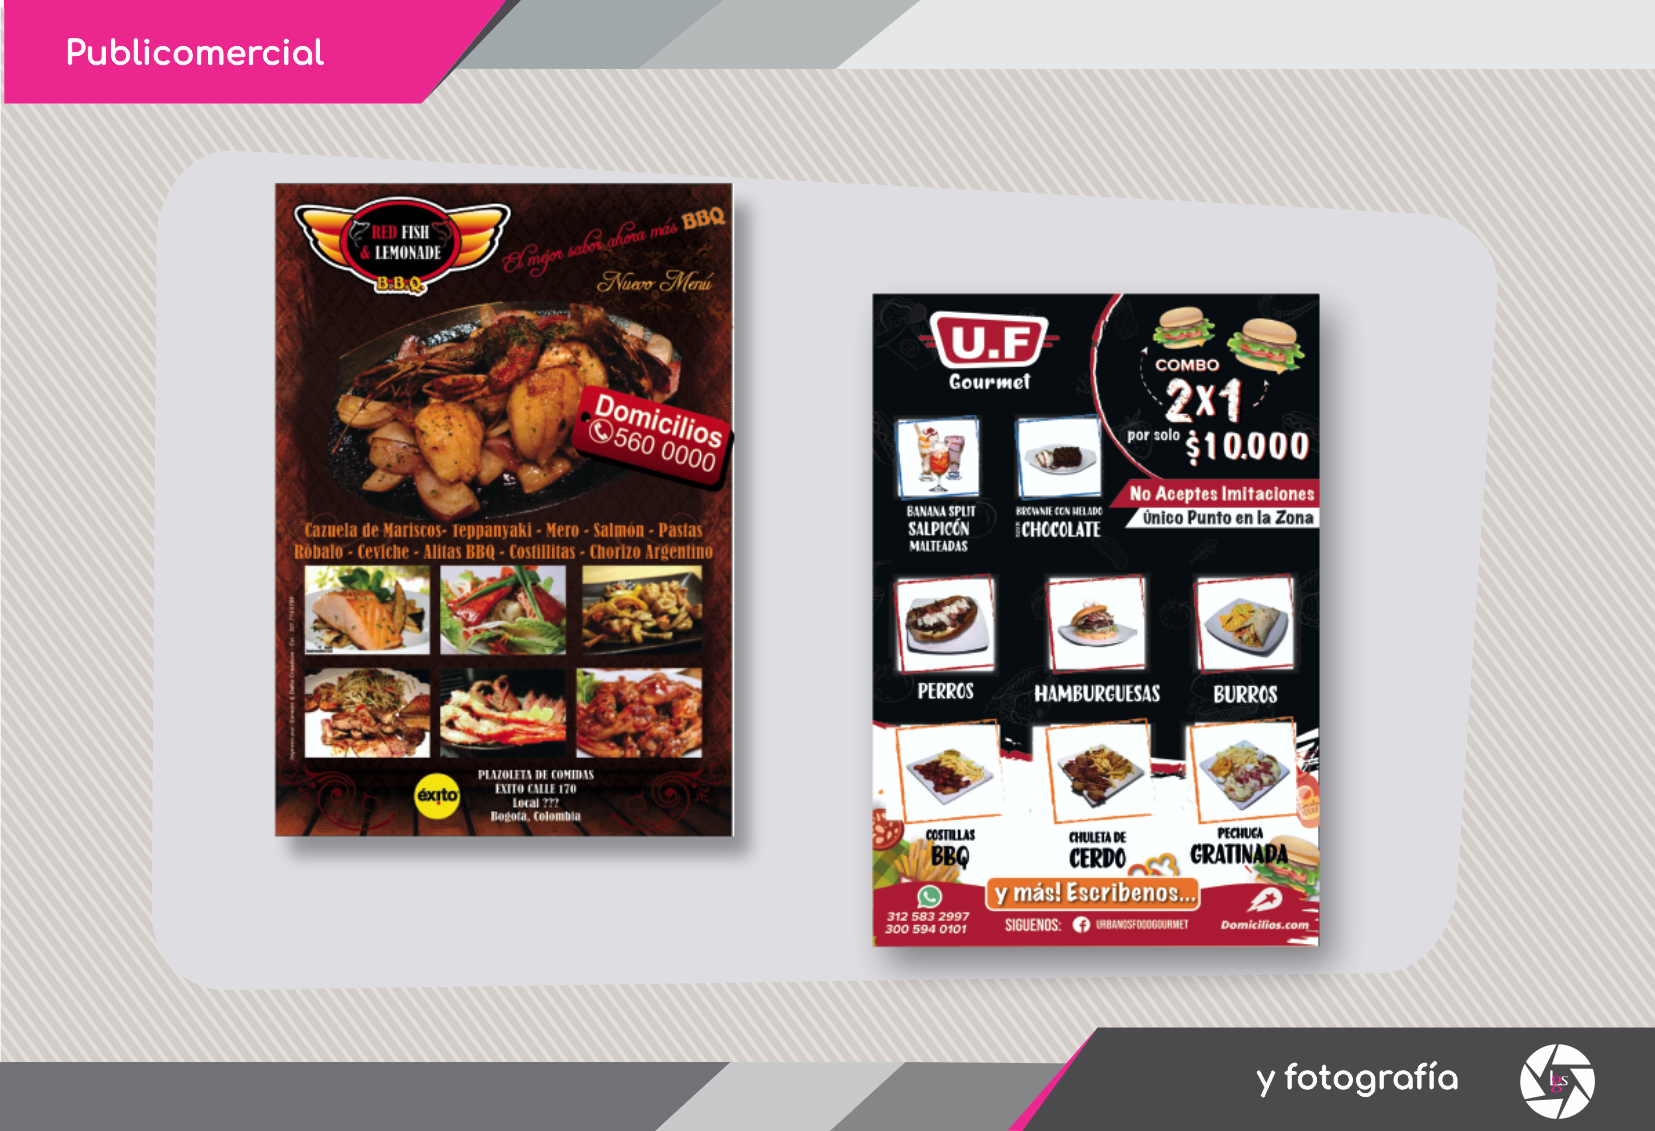 Publicomercial
RED FISH
& LEMONADE
B.B.Q.
El mejor sabor ahora más BBQ
Nuevo Menú
Domicilios
560 0000
Cazuela de Mariscos- Teppanyaki - Mero - Salmón - Pastas
Róbalo - Ceviche - Alitas BBQ - Costillitas - Chorizo Argentino
éxito
PLAZOLETA DE COMIDAS
EXITO CALLE 170
Local ???
Bogotá, Colombia
U.F
Gourmet
COMBO
2x1
por solo $10.000
No Aceptes Imitaciones
Único Punto en la Zona
BANANA SPLIT
SALPICÓN
MALTEADAS
BROWNIE CON HELADO
CHOCOLATE
PERROS
HAMBURGUESAS
BURROS
COSTILLAS
BBQ
CHULETA DE
CERDO
PECHUGA
GRATINADA
y más! Escribenos...
312 583 2997
300 594 0101
SIGUENOS:
URBANOSFOODGOURMET
Domicilios.com
y fotografía
lgs